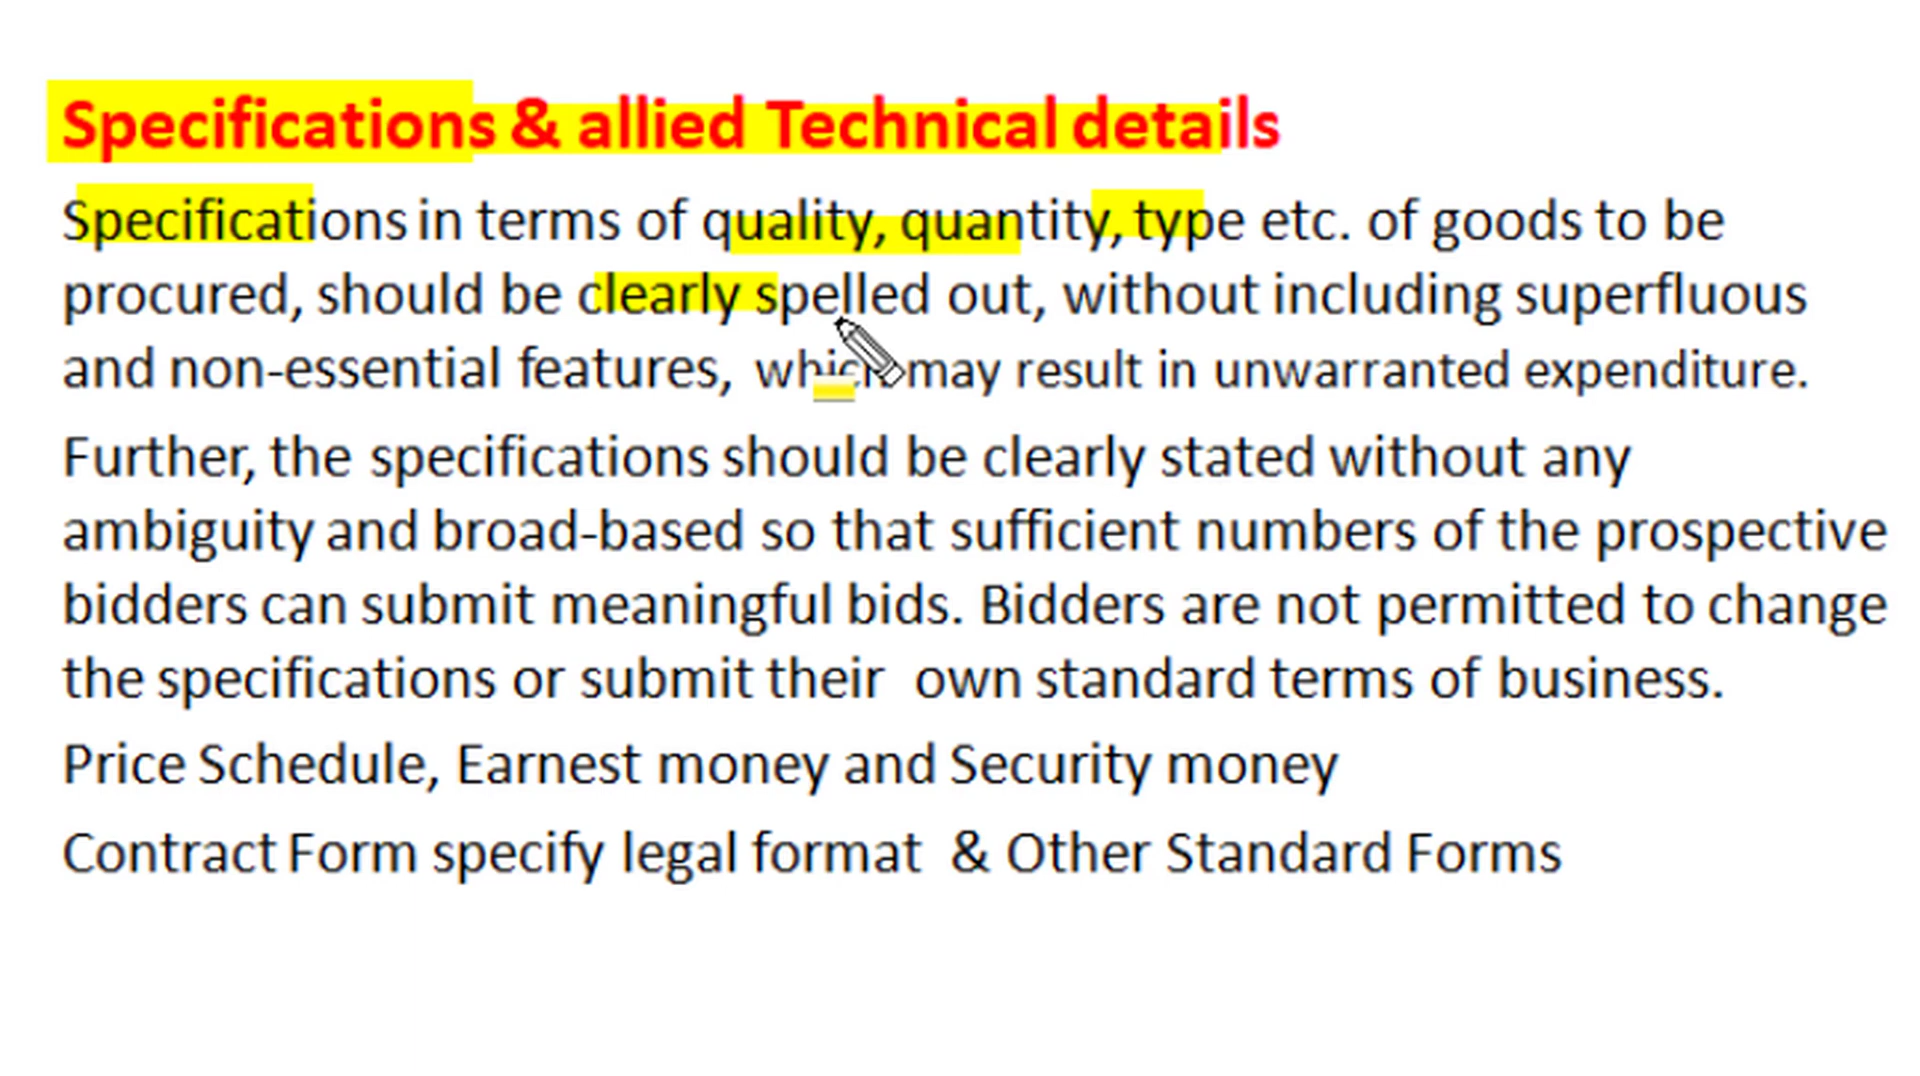 Specifications & allied Technical details
Specifications in terms of quality, quantity, type etc. of goods to be
procured, should be clearly spelled out, without including superfluous
and non-essential features, which may result in unwarranted expenditure.
Further, the specifications should be clearly stated without any
ambiguity and broad-based so that sufficient numbers of the prospective
bidders can submit meaningful bids. Bidders are not permitted to change
the specifications or submit their own standard terms of business.
Price Schedule, Earnest money and Security money
Contract Form specify legal format & Other Standard Forms